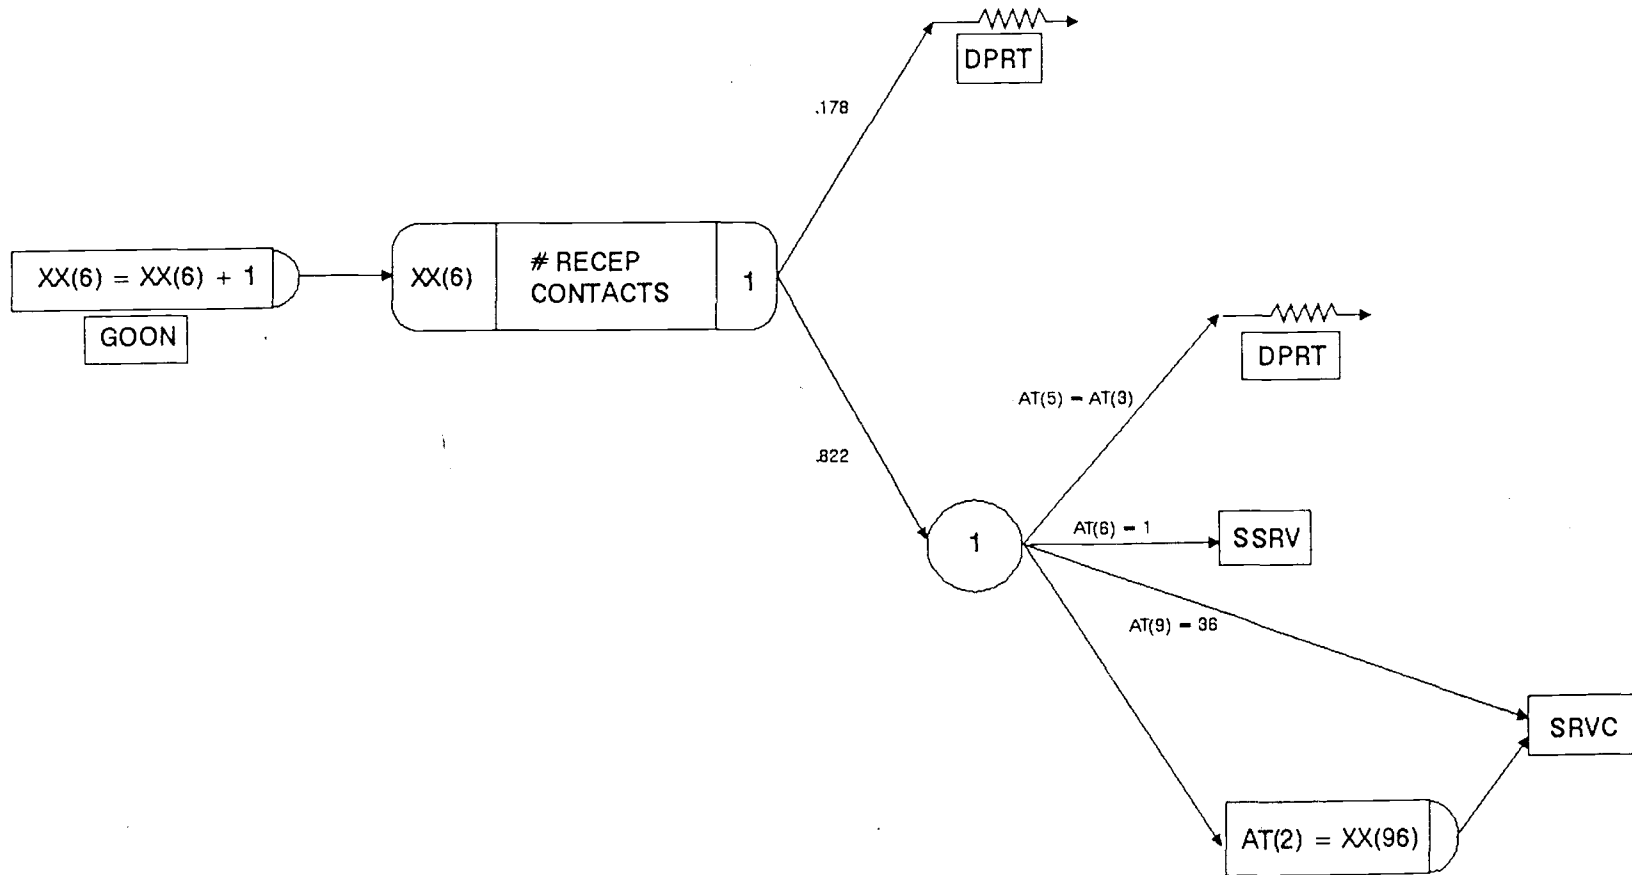 DPRT
.178
XX(6) = XX(6) + 1
XX(6)
# RECEP
CONTACTS
1
GOON
DPRT
AT(5) = AT(3)
.822
1
AT(6) = 1
SSRV
AT(9) = 36
SRVC
AT(2) = XX(96)